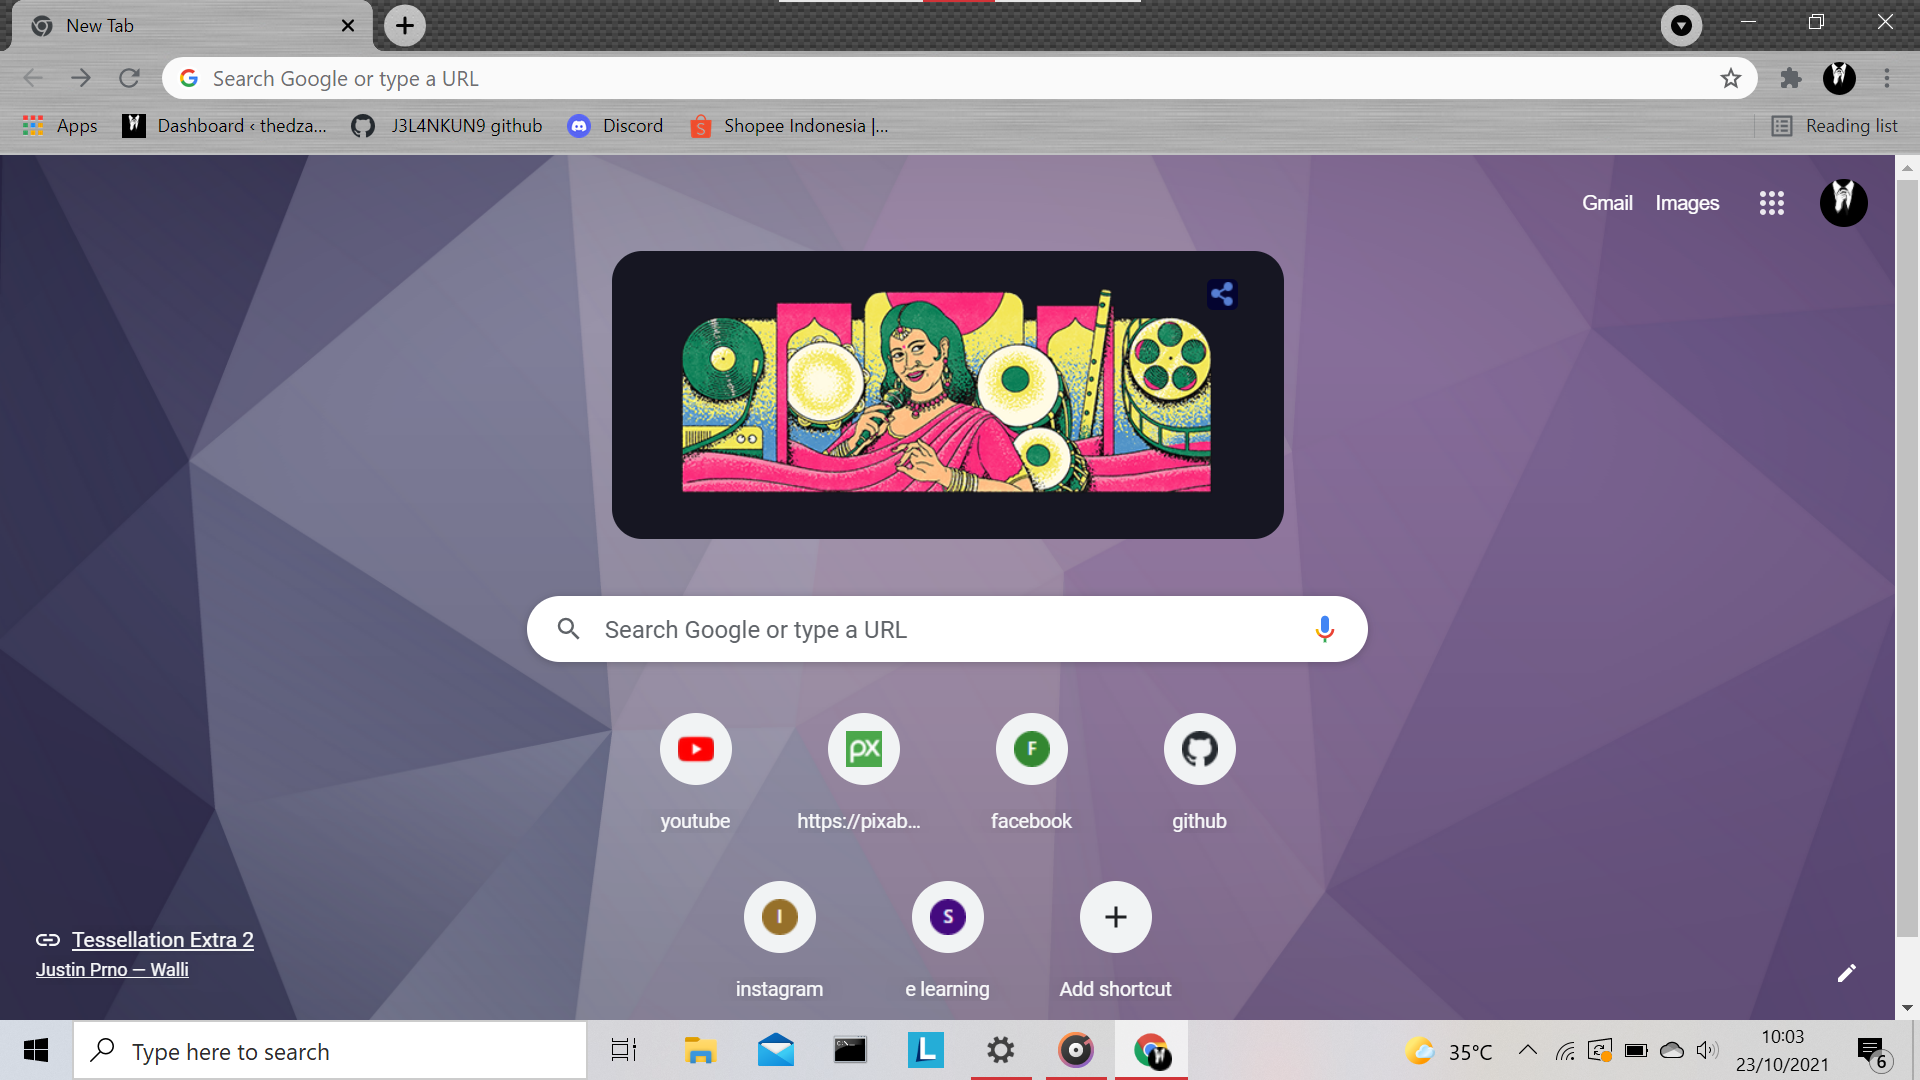 New Tab
Search Google or type a URL
Apps
Dashboard ‹ thedza...
J3L4NKUN9 github
Discord
Shopee Indonesia |...
Reading list
Gmail
Images
Search Google or type a URL
youtube
https://pixab...
facebook
github
instagram
e learning
Add shortcut
Tessellation Extra 2
Justin Prno — Walli
Type here to search
35°C
10:03
23/10/2021
6
px
F
I
S
L